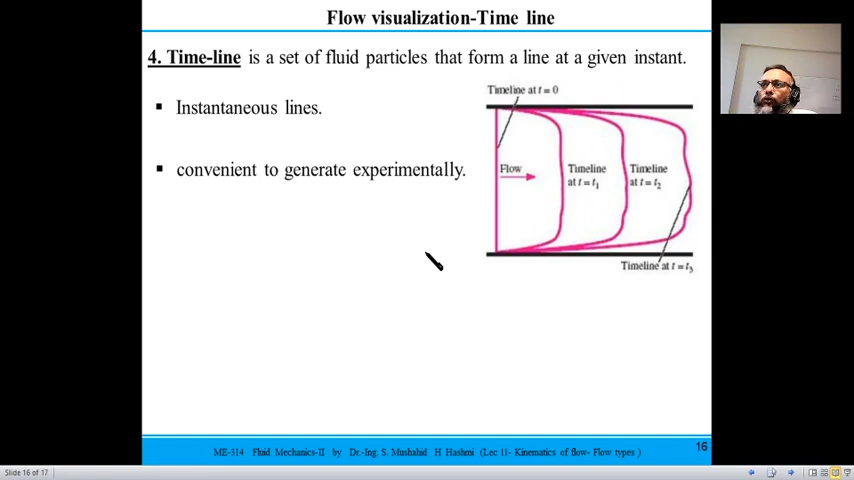 Flow visualization-Time line
4. Time-line is a set of fluid particles that form a line at a given instant.
▪ Instantaneous lines.
▪ convenient to generate experimentally.
Timeline at t = 0
Flow
Timeline
at t = t1
Timeline
at t = t2
Timeline at t = t3
ME-314 Fluid Mechanics-II by Dr.-Ing. S. Mushahid H Hashmi (Lec 11- Kinematics of flow- Flow types )
16
Slide 16 of 17